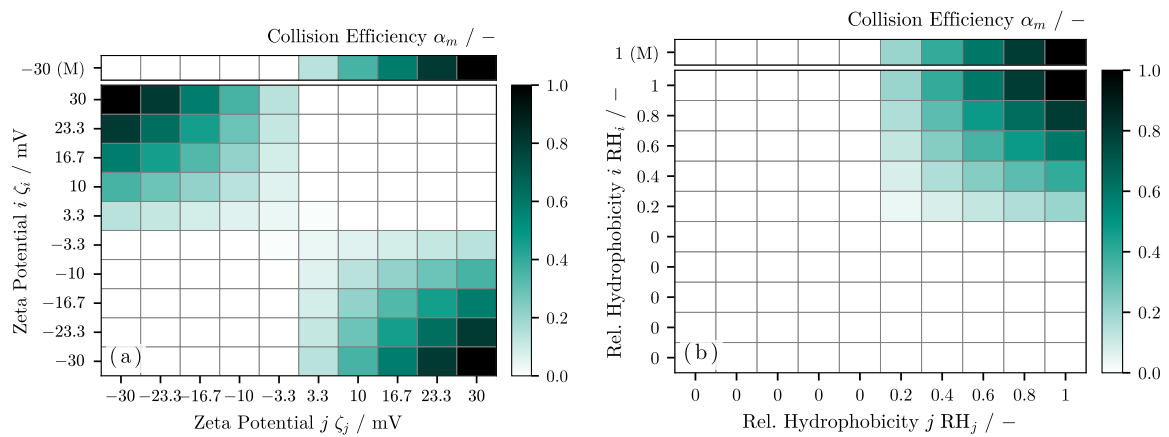 Collision Efficiency αₘ / −
−30 (M)
30
23.3
16.7
10
3.3
−3.3
−10
−16.7
−23.3
−30
Zeta Potential i ζᵢ / mV
(a)
−30 −23.3 −16.7 −10 −3.3 3.3 10 16.7 23.3 30
Zeta Potential j ζⱼ / mV
1.0
0.8
0.6
0.4
0.2
0.0
Collision Efficiency αₘ / −
1 (M)
1
0.8
0.6
0.4
0.2
0
0
0
0
0
Rel. Hydrophobicity i RHᵢ / −
(b)
0 0 0 0 0 0.2 0.4 0.6 0.8 1
Rel. Hydrophobicity j RHⱼ / −
1.0
0.8
0.6
0.4
0.2
0.0